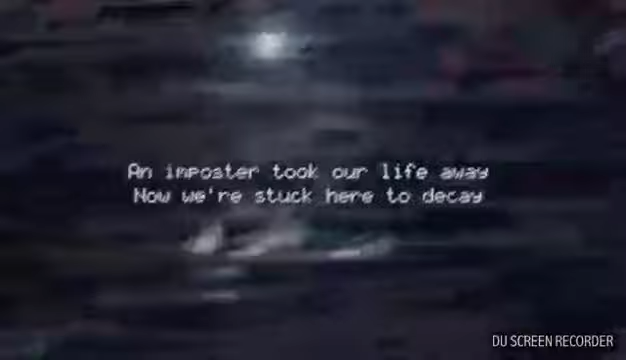 An imposter took our life away
Now we're stuck here to decay
DU SCREEN RECORDER